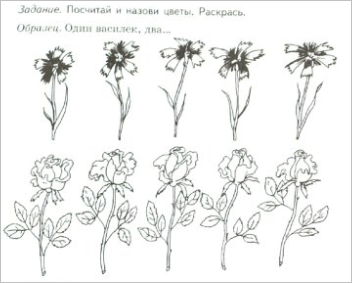 Задание. Посчитай и назови цветы. Раскрась.
Образец. Один василек, два...